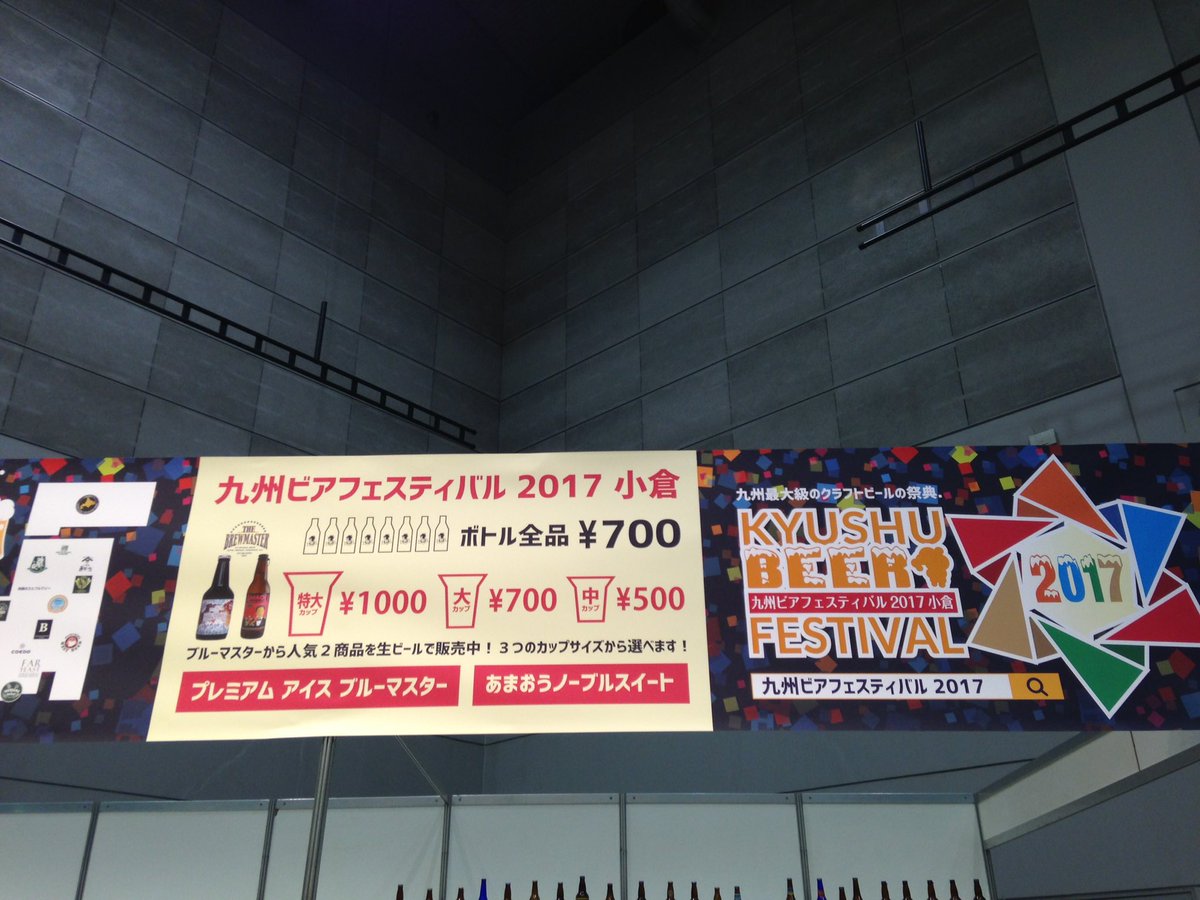 九州ビアフェスティバル 2017 小倉
THE
BREWMASTER
ボトル全品 ¥700
特大
カップ
¥1000
大
カップ
¥700
中
カップ
¥500
ブルーマスターから人気2商品を生ビールで販売中!3つのカップサイズから選べます!
プレミアム アイス ブルーマスター
あまおうノーブルスイート
九州最大級のクラフトビールの祭典.
KYUSHU
BEER
九州ビアフェスティバル 2017 小倉
FESTIVAL
2017
九州ビアフェスティバル 2017
B
COEDO
FAR
YEAST